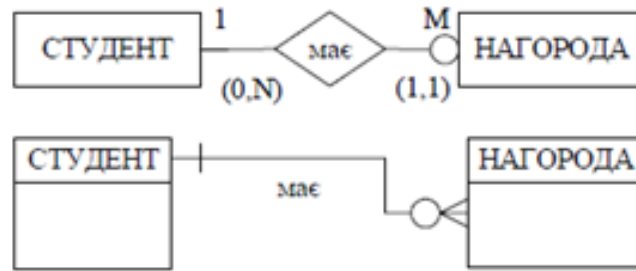 1 M
СТУДЕНТ має НАГОРОДА
(0,N) (1,1)
СТУДЕНТ НАГОРОДА
має